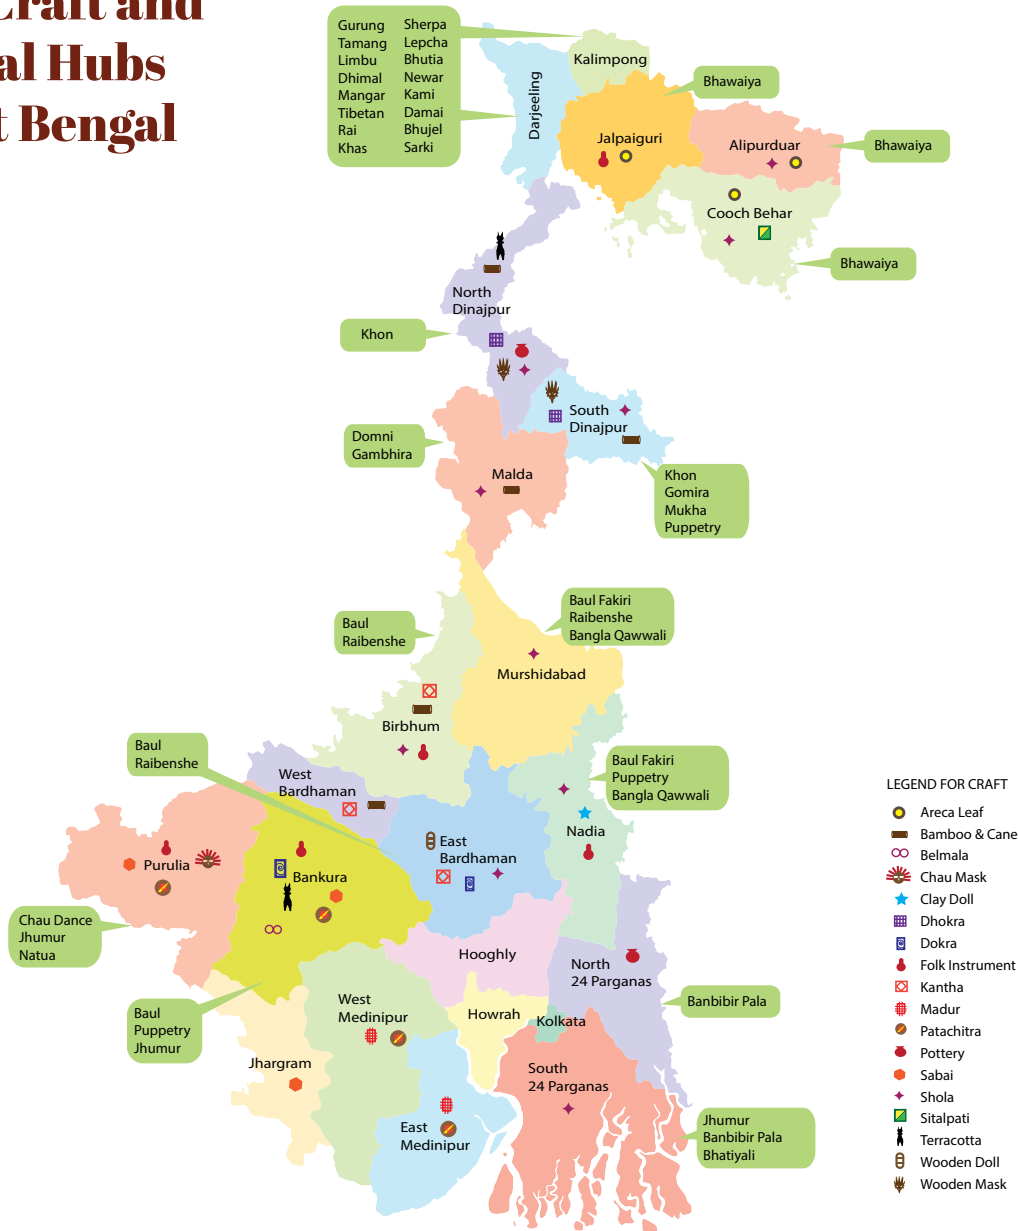 Craft and
al Hubs
t Bengal
Gurung
Tamang
Limbu
Dhimal
Mangar
Tibetan
Rai
Khas
Sherpa
Lepcha
Bhutia
Newar
Kami
Damai
Bhujel
Sarki
Kalimpong
Darjeeling
Bhawaiya
Jalpaiguri
Alipurduar
Bhawaiya
Cooch Behar
Bhawaiya
North
Dinajpur
Khon
South
Dinajpur
Domni
Gambhira
Malda
Khon
Gomira
Mukha
Puppetry
Baul Fakiri
Raibenshe
Bangla Qawwali
Baul
Raibenshe
Murshidabad
Birbhum
Baul
Raibenshe
West
Bardhaman
Baul Fakiri
Puppetry
Bangla Qawwali
Nadia
East
Bardhaman
Purulia
Bankura
Chau Dance
Jhumur
Natua
Hooghly
North
24 Parganas
Banbibir Pala
Baul
Puppetry
Jhumur
West
Medinipur
Howrah
Kolkata
Jhargram
South
24 Parganas
East
Medinipur
Jhumur
Banbibir Pala
Bhatiyali
LEGEND FOR CRAFT
Areca Leaf
Bamboo & Cane
Belmala
Chau Mask
Clay Doll
Dhokra
Dokra
Folk Instrument
Kantha
Madur
Patachitra
Pottery
Sabai
Shola
Sitalpati
Terracotta
Wooden Doll
Wooden Mask